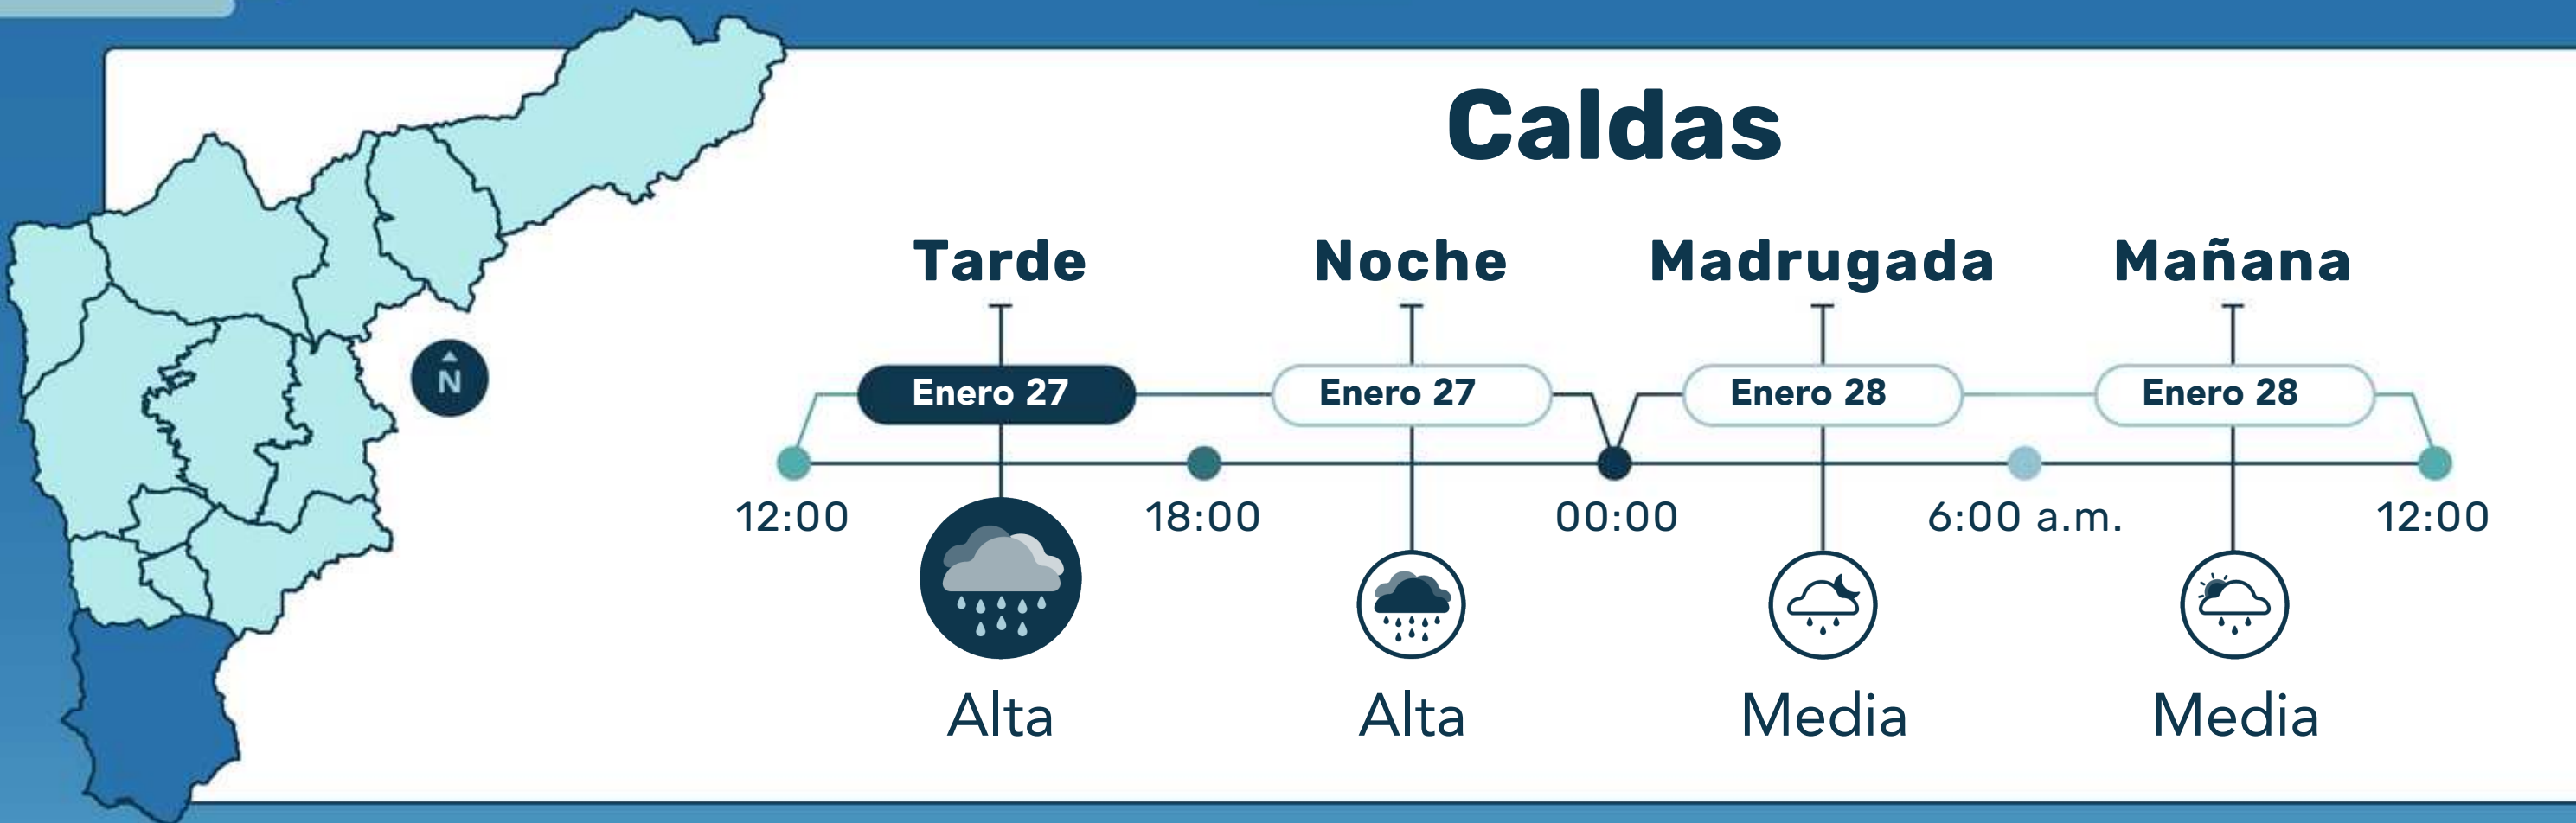 Caldas
Tarde
Noche
Madrugada
Mañana
Enero 27
Enero 27
Enero 28
Enero 28
N
12:00
18:00
00:00
6:00 a.m.
12:00
Alta
Alta
Media
Media